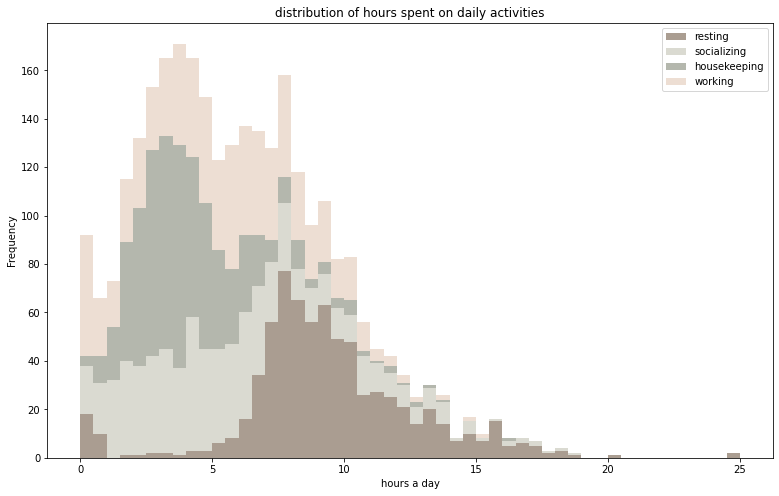 distribution of hours spent on daily activities
resting
socializing
housekeeping
working
Frequency
160
140
120
100
80
60
40
20
0
0 5 10 15 20 25
hours a day